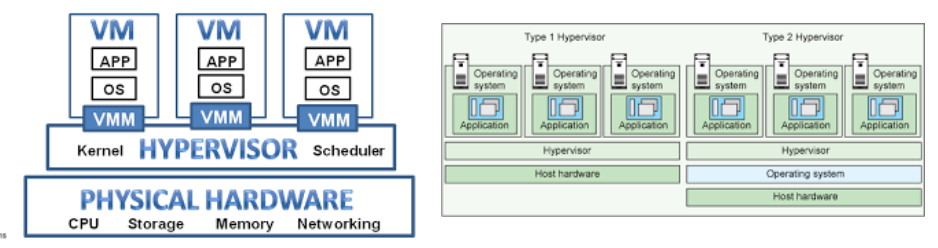 VM VM VM
APP APP APP
OS OS OS
VMM VMM VMM
Kernel HYPERVISOR Scheduler
PHYSICAL HARDWARE
CPU Storage Memory Networking
Type 1 Hypervisor
Operating system
Operating system
Operating system
Application Application Application
Hypervisor
Host hardware
Type 2 Hypervisor
Operating system
Operating system
Operating system
Application Application Application
Hypervisor
Operating system
Host hardware